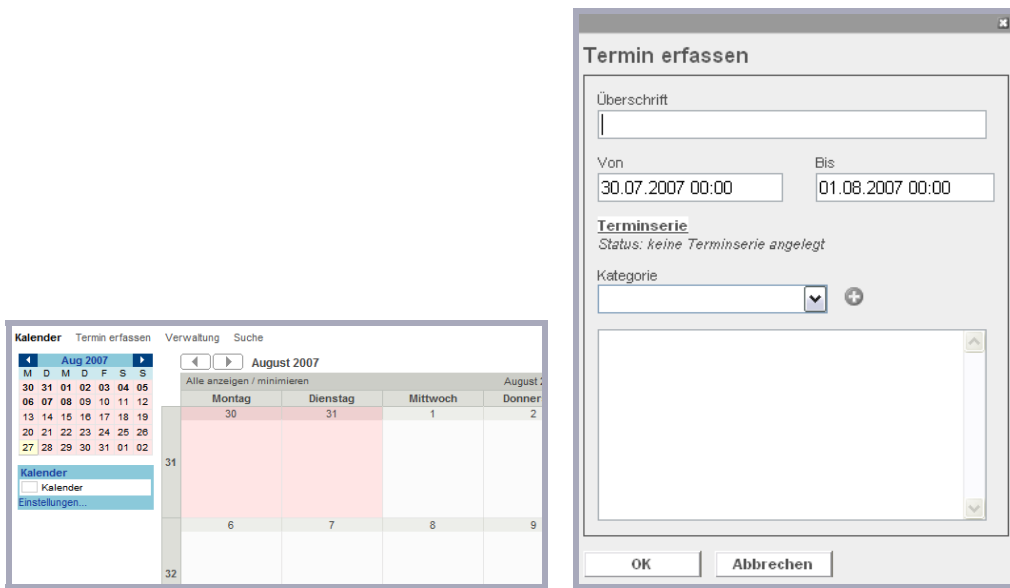 Kalender Termin erfassen Verwaltung Suche
Aug 2007
M D M D F S S
30 31 01 02 03 04 05
06 07 08 09 10 11 12
13 14 15 16 17 18 19
20 21 22 23 24 25 26
27 28 29 30 31 01 02
Kalender
Kalender
Einstellungen...
August 2007
Alle anzeigen / minimieren August 2
Montag Dienstag Mittwoch Donner
30 31 1 2
31
6 7 8 9
32
Termin erfassen
Überschrift
Von Bis
30.07.2007 00:00 01.08.2007 00:00
Terminserie
Status: keine Terminserie angelegt
Kategorie
OK Abbrechen